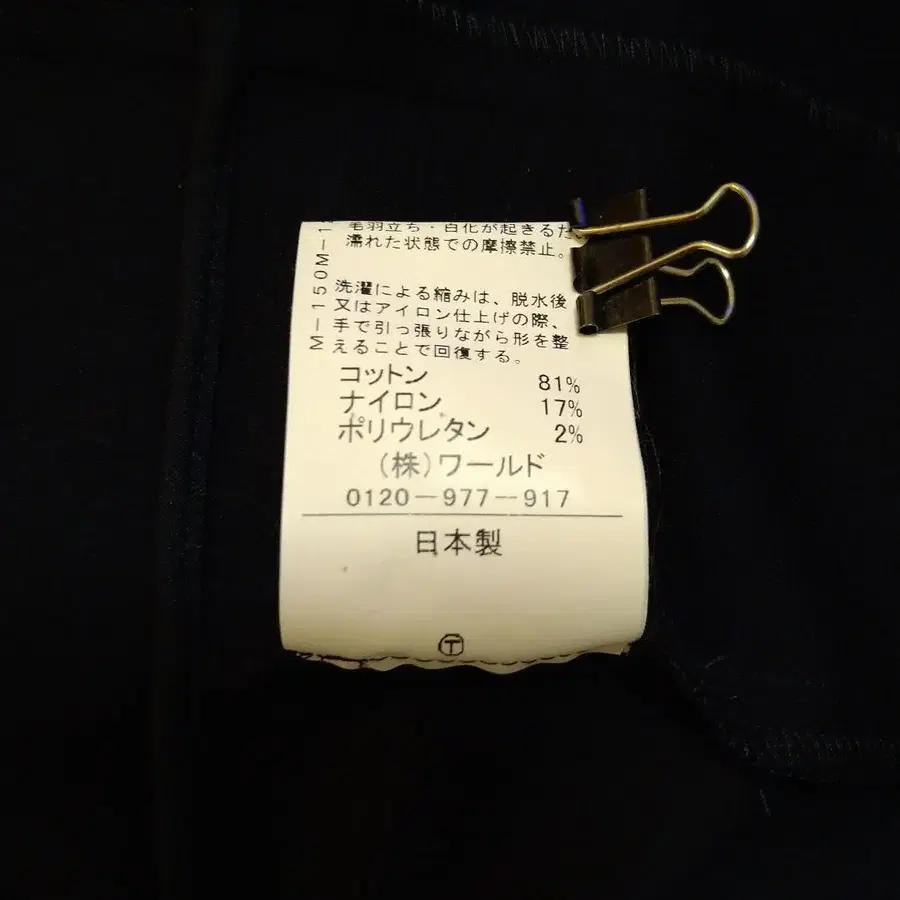 毛羽立ち・白化が起きるた
濡れた状態での摩擦禁止。
洗濯による縮みは、脱水後
又はアイロン仕上げの際、
手で引っ張りながら形を整
えることで回復する。
コットン 81%
ナイロン 17%
ポリウレタン 2%
(株)ワールド
0120-977-917
日本製
Ⓣ
M-150M-1